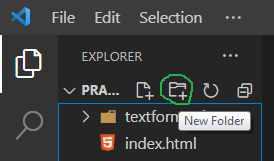 File Edit Selection
EXPLORER
PRA...
textform
New Folder
index.html